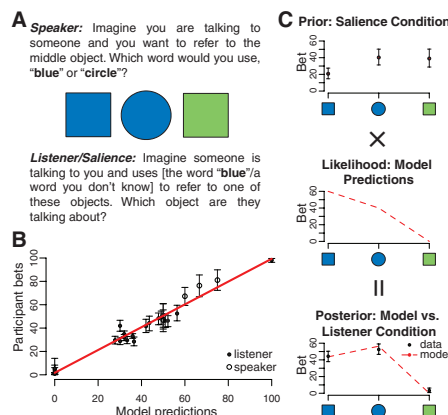 A
Speaker: Imagine you are talking to
someone and you want to refer to the
middle object. Which word would you use,
"blue" or "circle"?
Listener/Salience: Imagine someone is
talking to you and uses [the word "blue"/a
word you don't know] to refer to one of
these objects. Which object are they
talking about?
B
Participant bets
0 20 40 60 80 100
0 20 40 60 80 100
Model predictions
listener
speaker
C
Prior: Salience Condition
Bet
0 20 40 60
×
Likelihood: Model
Predictions
Bet
0 20 40 60
=
Posterior: Model vs.
Listener Condition
data
model
Bet
0 20 40 60